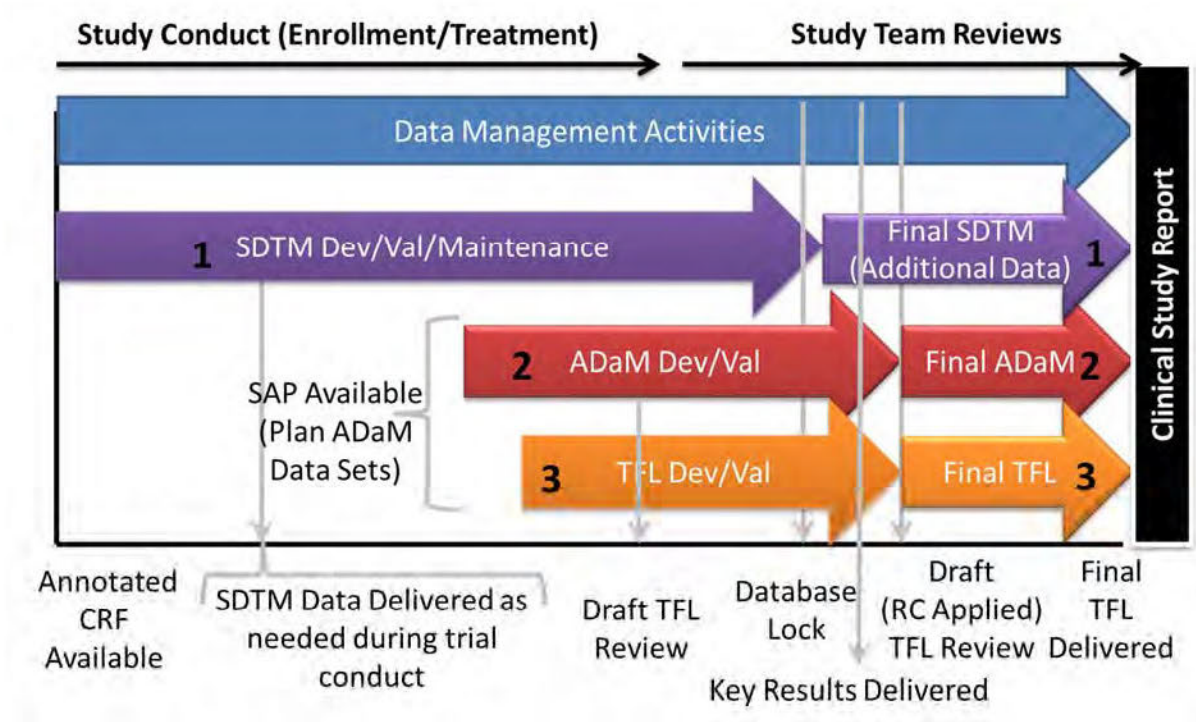 Study Conduct (Enrollment/Treatment)
Study Team Reviews
Data Management Activities
1 SDTM Dev/Val/Maintenance
Final SDTM
(Additional Data) 1
2 ADaM Dev/Val
Final ADaM 2
SAP Available
(Plan ADaM
Data Sets)
3 TFL Dev/Val
Final TFL 3
Clinical Study Report
Annotated
CRF
Available
SDTM Data Delivered as
needed during trial
conduct
Draft TFL
Review
Database
Lock
Key Results Delivered
Draft
(RC Applied)
TFL Review
Final
TFL
Delivered